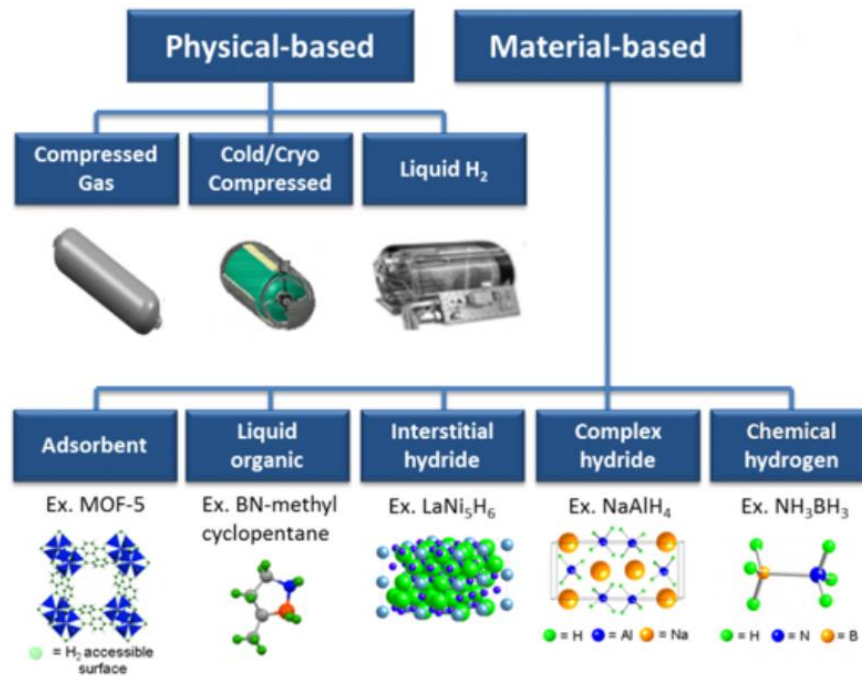 Physical-based
Material-based
Compressed
Gas
Cold/Cryo
Compressed
Liquid H₂
Adsorbent
Liquid
organic
Interstitial
hydride
Complex
hydride
Chemical
hydrogen
Ex. MOF-5
Ex. BN-methyl
cyclopentane
Ex. LaNi₅H₆
Ex. NaAlH₄
Ex. NH₃BH₃
= H₂ accessible
surface
= H = Al = Na
= H = N = B